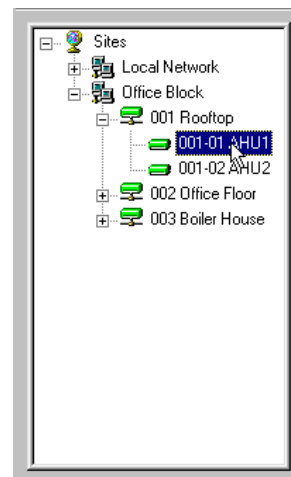 Sites
Local Network
Office Block
001 Rooftop
001-01 AHU1
001-02 AHU2
002 Office Floor
003 Boiler House